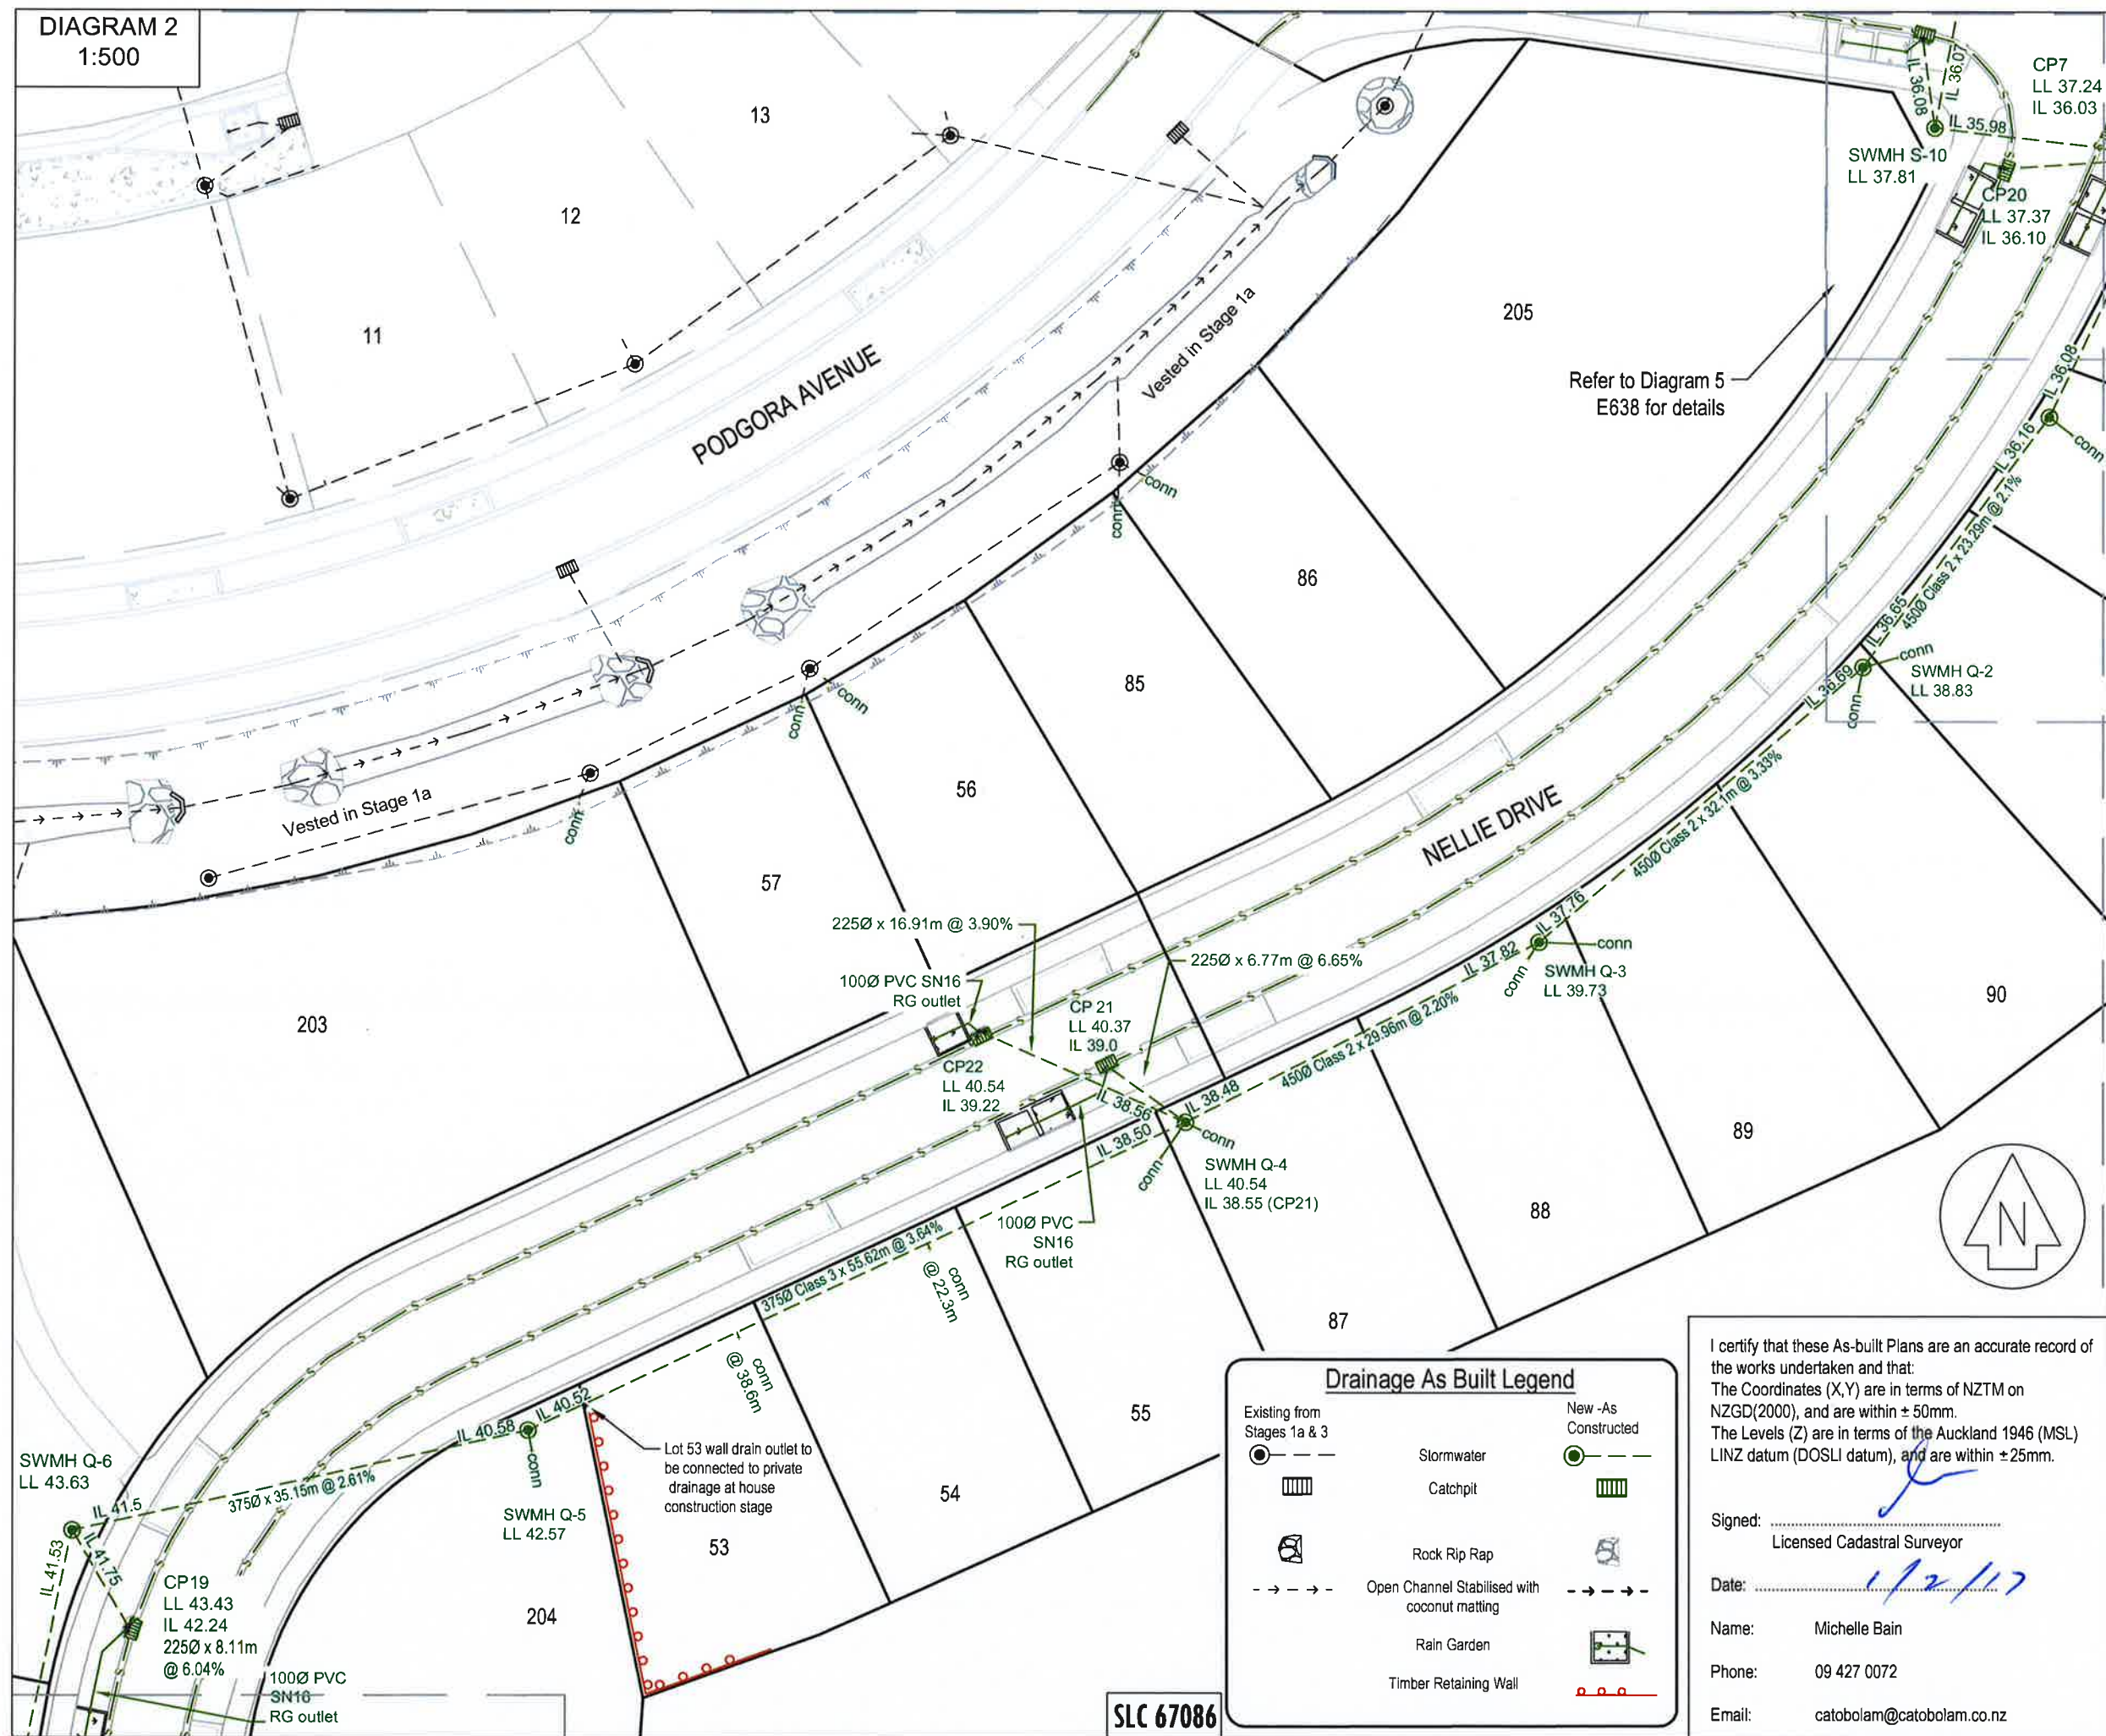 DIAGRAM 2
1:500
13
12
11
PODGORA AVENUE
Vested in Stage 1a
205
Refer to Diagram 5
E638 for details
CP7
LL 37.24
IL 36.03
IL 36.08
IL 36.07
IL 35.98
SWMH S-10
LL 37.81
CP20
LL 37.37
IL 36.10
IL 36.08
conn
IL 36.16
450Ø Class 2 x 23.29m @ 2.1%
IL 36.65
conn
SWMH Q-2
LL 38.83
IL 36.69
conn
conn
conn
86
85
conn
conn
56
57
Vested in Stage 1a
conn
NELLIE DRIVE
450Ø Class 2 x 32.1m @ 3.33%
225Ø x 16.91m @ 3.90%
225Ø x 6.77m @ 6.65%
100Ø PVC SN16
RG outlet
CP 21
LL 40.37
IL 39.0
IL 37.76
IL 37.82
conn
conn
SWMH Q-3
LL 39.73
90
203
CP22
LL 40.54
IL 39.22
IL 38.56
IL 38.48
450Ø Class 2 x 29.96m @ 2.20%
IL 38.50
conn
conn
SWMH Q-4
LL 40.54
IL 38.55 (CP21)
89
88
87
100Ø PVC
SN16
RG outlet
375Ø Class 3 x 55.62m @ 3.64%
conn
@ 22.3m
conn
@ 38.6m
N
IL 40.52
IL 40.58
conn
SWMH Q-5
LL 42.57
Lot 53 wall drain outlet to
be connected to private
drainage at house
construction stage
55
54
53
204
SWMH Q-6
LL 43.63
IL 41.5
375Ø x 35.15m @ 2.61%
IL 41.53
IL 41.75
CP19
LL 43.43
IL 42.24
225Ø x 8.11m
@ 6.04%
100Ø PVC
SN16
RG outlet
SLC 67086
Drainage As Built Legend
Existing from
Stages 1a & 3
New -As
Constructed
Stormwater
Catchpit
Rock Rip Rap
Open Channel Stabilised with
coconut matting
Rain Garden
Timber Retaining Wall
I certify that these As-built Plans are an accurate record of
the works undertaken and that:
The Coordinates (X,Y) are in terms of NZTM on
NZGD(2000), and are within ± 50mm.
The Levels (Z) are in terms of the Auckland 1946 (MSL)
LINZ datum (DOSLI datum), and are within ±25mm.
Signed:
Licensed Cadastral Surveyor
Date: 1/2/17
Name: Michelle Bain
Phone: 09 427 0072
Email: catobolam@catobolam.co.nz